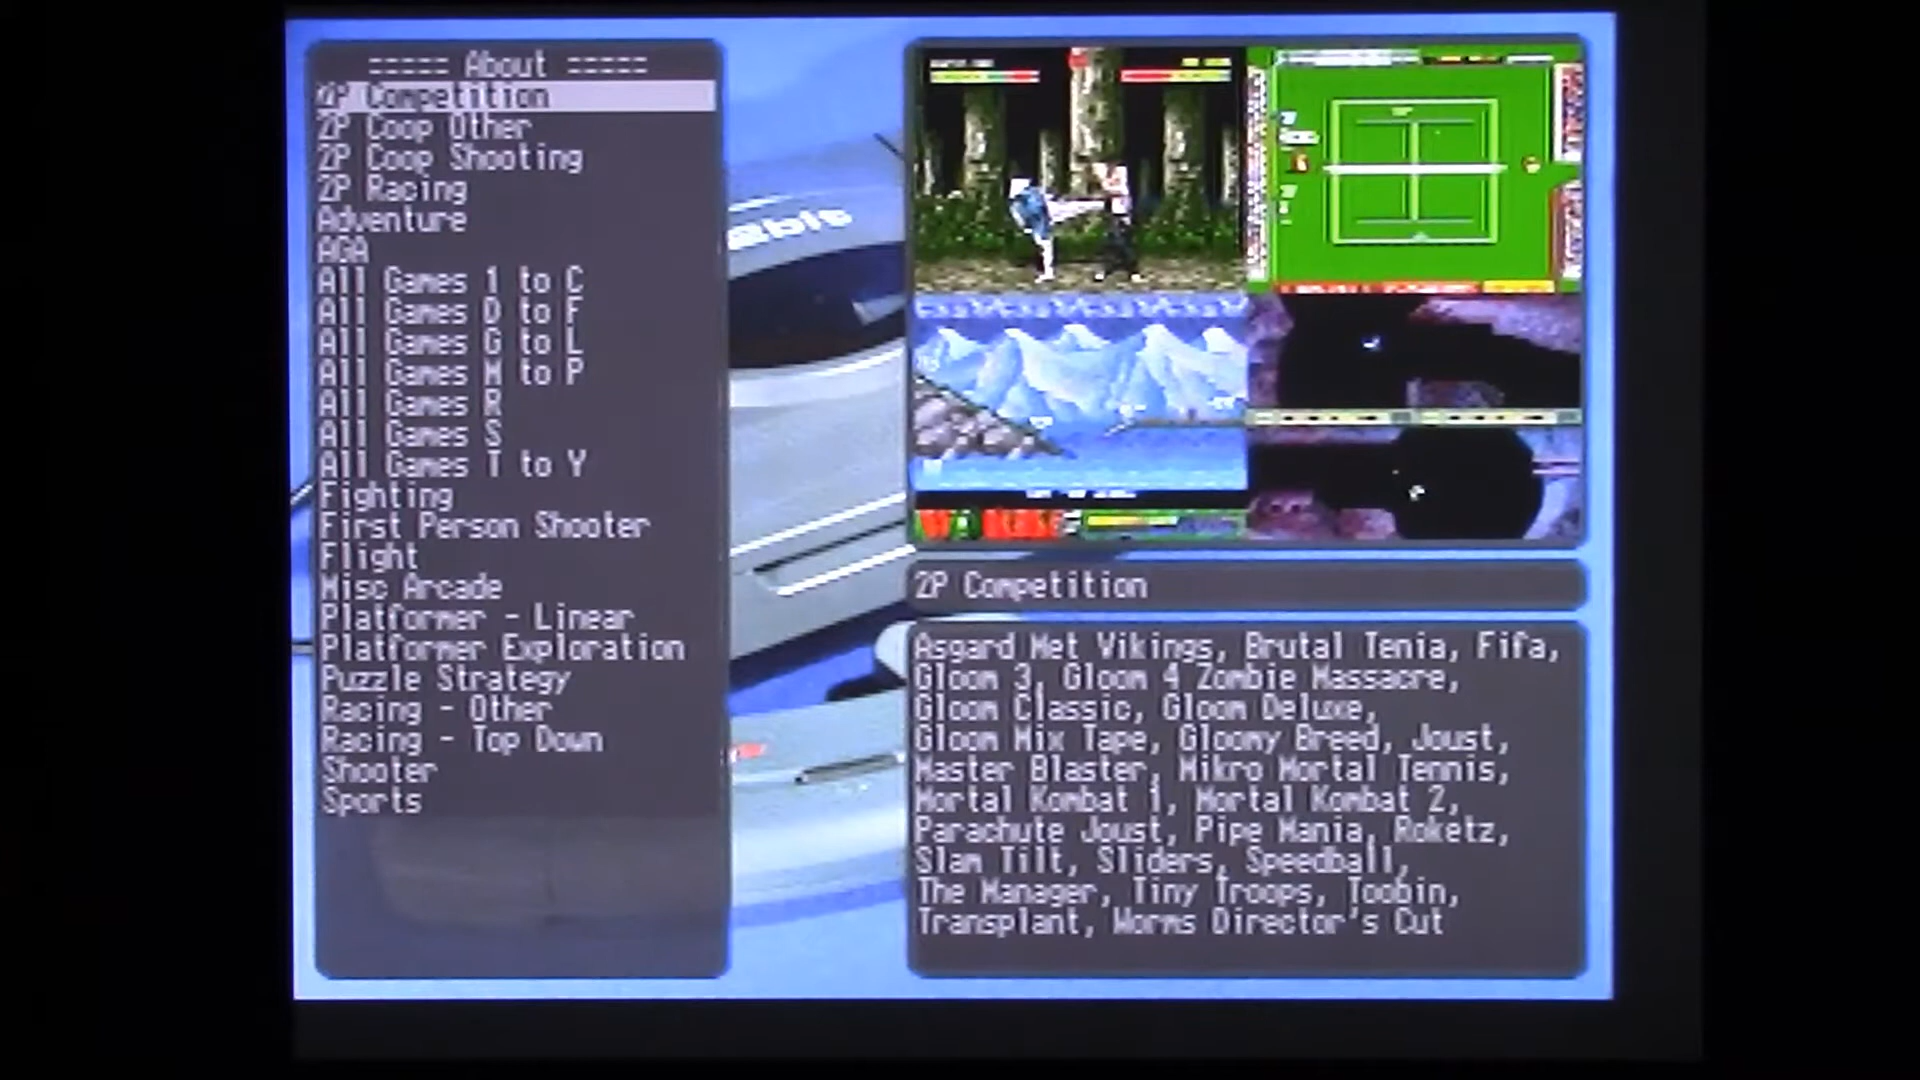 ===== About =====
2P Competition
2P Coop Other
2P Coop Shooting
2P Racing
Adventure
AGA
All Games 1 to C
All Games D to F
All Games G to L
All Games M to P
All Games R
All Games S
All Games T to Y
Fighting
First Person Shooter
Flight
Misc Arcade
Platformer - Linear
Platformer Exploration
Puzzle Strategy
Racing - Other
Racing - Top Down
Shooter
Sports
2P Competition
Asgard Met Vikings, Brutal Tenia, Fifa,
Gloom 3, Gloom 4 Zombie Massacre,
Gloom Classic, Gloom Deluxe,
Gloom Mix Tape, Gloomy Breed, Joust,
Master Blaster, Mikro Mortal Tennis,
Mortal Kombat 1, Mortal Kombat 2,
Parachute Joust, Pipe Mania, Roketz,
Slam Tilt, Sliders, Speedball,
The Manager, Tiny Troops, Toobin,
Transplant, Worms Director's Cut